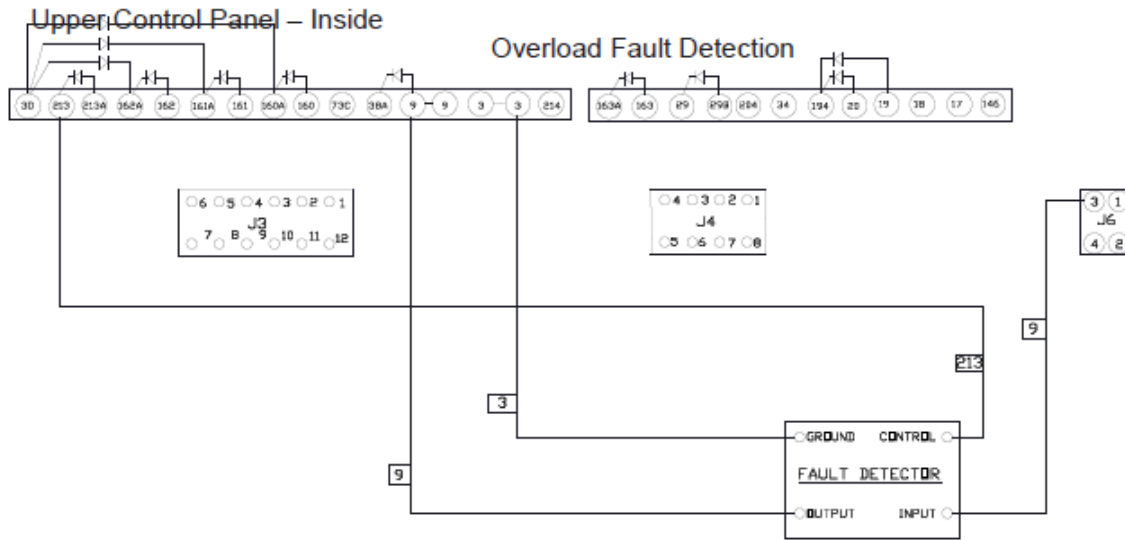 Upper Control Panel – Inside
Overload Fault Detection
30 213 213A 162A 162 161A 161 160A 160 73C 38A 9 9 3 3 214
163A 163 29 29B 20A 34 19A 20 19 18 17 146
6 5 4 3 2 1
J3
7 8 9 10 11 12
4 3 2 1
J4
5 6 7 8
3 1
J6
4 2
9
213
3
GROUND CONTROL
9
FAULT DETECTOR
OUTPUT INPUT